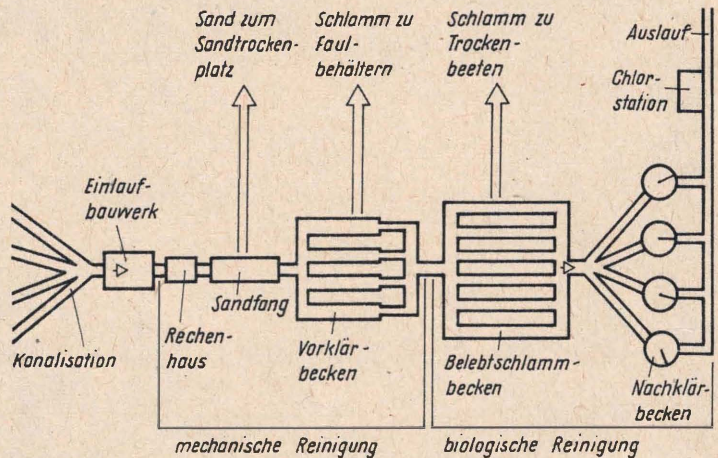 Sand zum
Sandtrocken-
platz
Schlamm zu
Faul-
behältern
Schlamm zu
Trocken-
beeten
Auslauf
Chlor-
station
Einlauf-
bauwerk
Kanalisation
Rechen-
haus
Sandfang
Vorklär-
becken
Belebtschlamm-
becken
Nachklär-
becken
mechanische Reinigung
biologische Reinigung